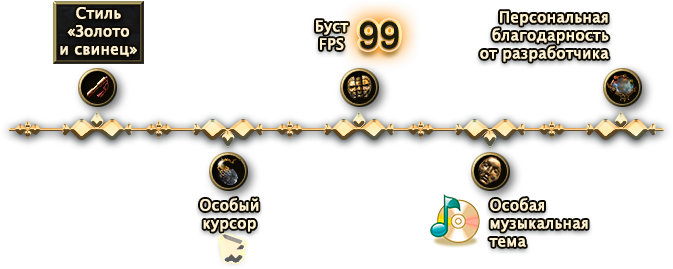 Стиль
«Золото
и свинец»
Буст
FPS
99
Персональная
благодарность
от разработчика
Особый
курсор
Особая
музыкальная
тема